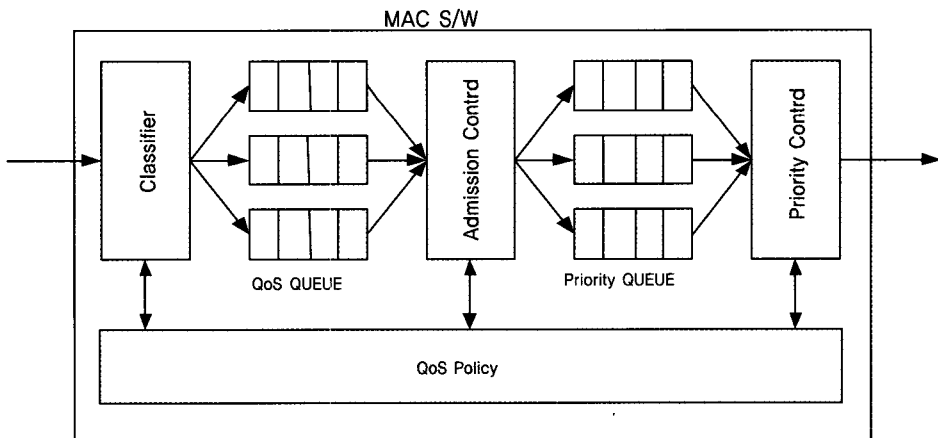 MAC S/W
Classifier
Admission Contrd
Priority Contrd
QoS QUEUE
Priority QUEUE
QoS Policy